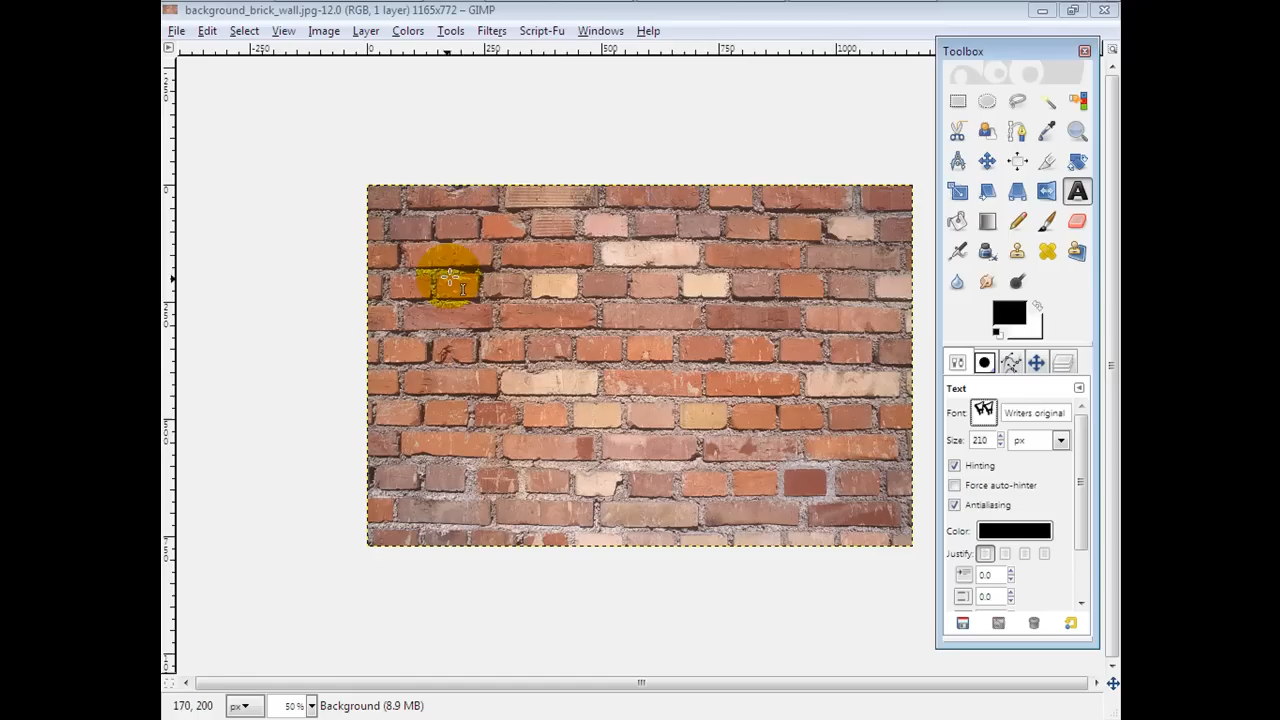 background_brick_wall.jpg-12.0 (RGB, 1 layer) 1165x772 – GIMP
File Edit Select View Image Layer Colors Tools Filters Script-Fu Windows Help
-250 0 250 500 750 1000
Toolbox
Text
Font: Writers original
Size: 210 px
Hinting
Force auto-hinter
Antialiasing
Color:
Justify:
0.0
0.0
170, 200 px 50 % Background (8.9 MB)